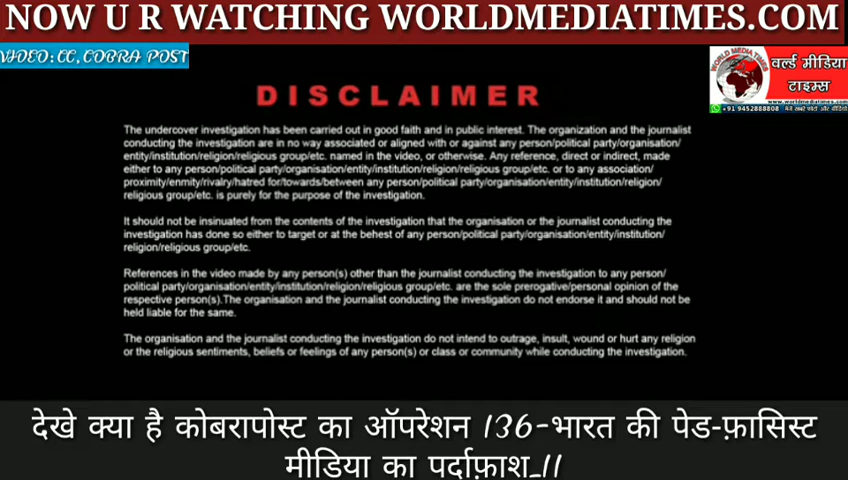 NOW U R WATCHING WORLDMEDIATIMES.COM
VIDEO: CC, COBRA POST
WORLD MEDIA TIMES
वर्ल्ड मीडिया
टाइम्स
www.worldmediatimes.com
+91 9452888808
DISCLAIMER
The undercover investigation has been carried out in good faith and in public interest. The organization and the journalist
conducting the investigation are in no way associated or aligned with or against any person/political party/organisation/
entity/institution/religion/religious group/etc. named in the video, or otherwise. Any reference, direct or indirect, made
either to any person/political party/organisation/entity/institution/religion/religious group/etc. or to any association/
proximity/enmity/rivalry/hatred for/towards/between any person/political party/organisation/entity/institution/religion/
religious group/etc. is purely for the purpose of the investigation.
It should not be insinuated from the contents of the investigation that the organisation or the journalist conducting the
investigation has done so either to target or at the behest of any person/political party/organisation/entity/institution/
religion/religious group/etc.
References in the video made by any person(s) other than the journalist conducting the investigation to any person/
political party/organisation/entity/institution/religion/religious group/etc. are the sole prerogative/personal opinion of the
respective person(s).The organisation and the journalist conducting the investigation do not endorse it and should not be
held liable for the same.
The organisation and the journalist conducting the investigation do not intend to outrage, insult, wound or hurt any religion
or the religious sentiments, beliefs or feelings of any person(s) or class or community while conducting the investigation.
देखे क्या है कोबरापोस्ट का ऑपरेशन 136-भारत की पेड-फ़ासिस्ट
मीडिया का पर्दाफ़ाश_11